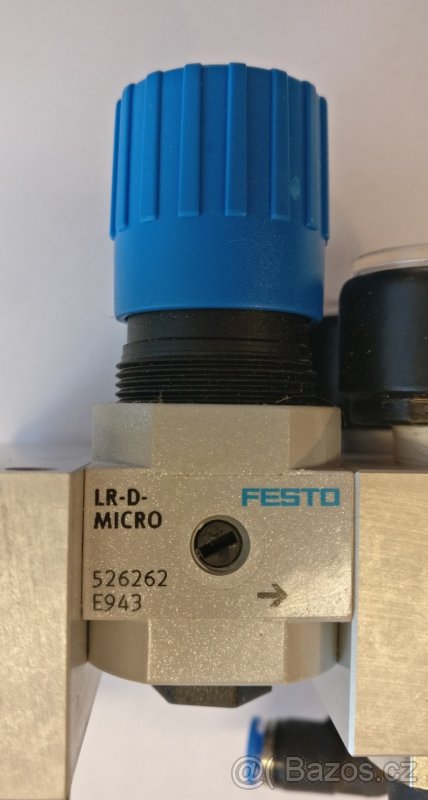 LR-D-
MICRO
FESTO
526262
E943
Bazos.cz